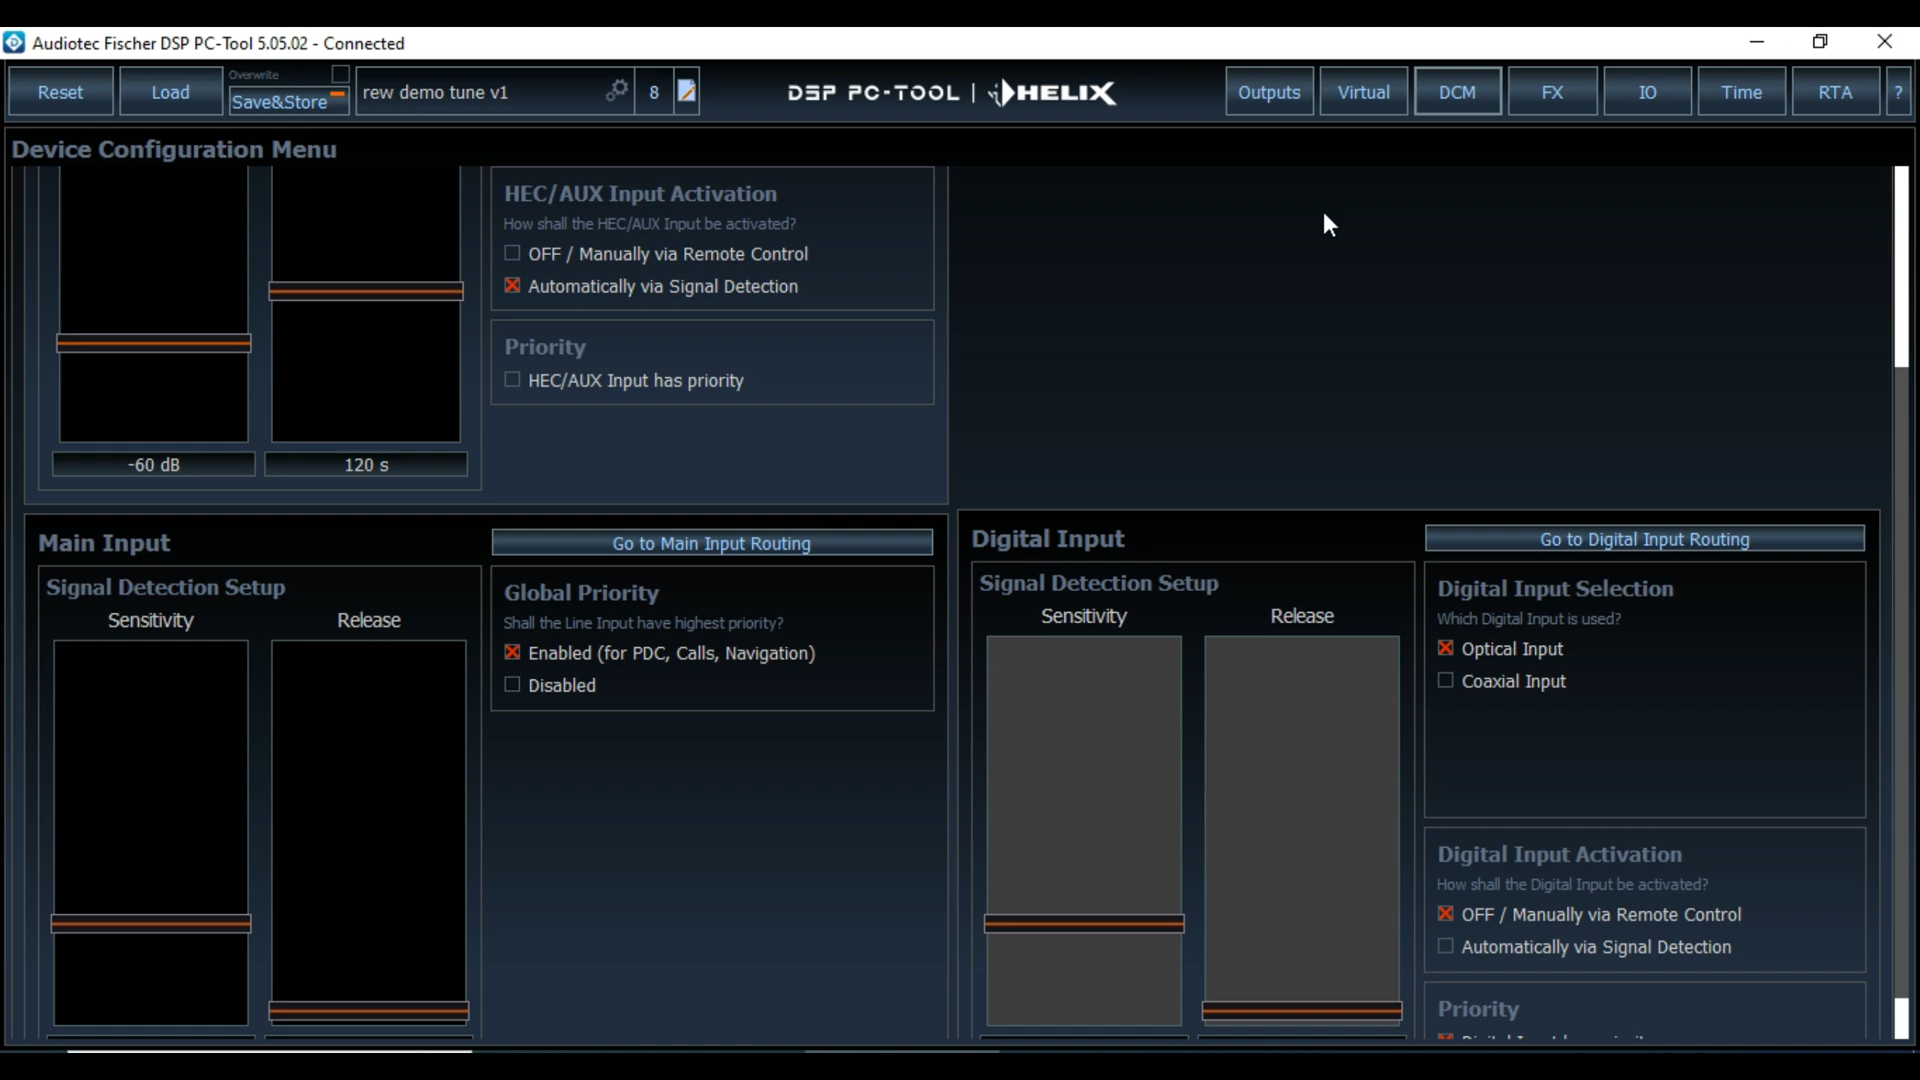 Audiotec Fischer DSP PC-Tool 5.05.02 - Connected
Reset
Load
Overwrite
Save&Store
rew demo tune v1
8
DSP PC-TOOL | HELIX
Outputs
Virtual
DCM
FX
IO
Time
RTA
?
Device Configuration Menu
HEC/AUX Input Activation
How shall the HEC/AUX Input be activated?
OFF / Manually via Remote Control
Automatically via Signal Detection
Priority
HEC/AUX Input has priority
-60 dB
120 s
Main Input
Go to Main Input Routing
Signal Detection Setup
Sensitivity
Release
Global Priority
Shall the Line Input have highest priority?
Enabled (for PDC, Calls, Navigation)
Disabled
Digital Input
Go to Digital Input Routing
Signal Detection Setup
Sensitivity
Release
Digital Input Selection
Which Digital Input is used?
Optical Input
Coaxial Input
Digital Input Activation
How shall the Digital Input be activated?
OFF / Manually via Remote Control
Automatically via Signal Detection
Priority